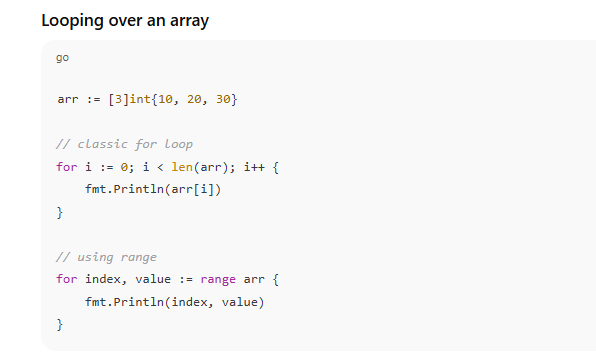 Looping over an array
go
arr := [3]int{10, 20, 30}
// classic for loop
for i := 0; i < len(arr); i++ {
    fmt.Println(arr[i])
}
// using range
for index, value := range arr {
    fmt.Println(index, value)
}